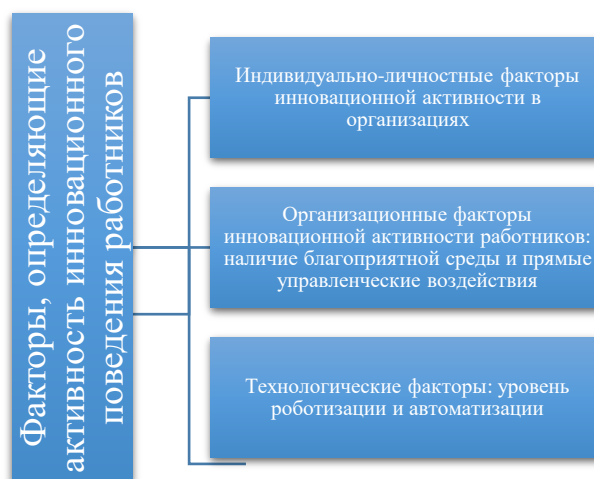 Факторы, определяющие
активность инновационного
поведения работников
Индивидуально-личностные факторы
инновационной активности в
организациях
Организационные факторы
инновационной активности работников:
наличие благоприятной среды и прямые
управленческие воздействия
Технологические факторы: уровень
роботизации и автоматизации